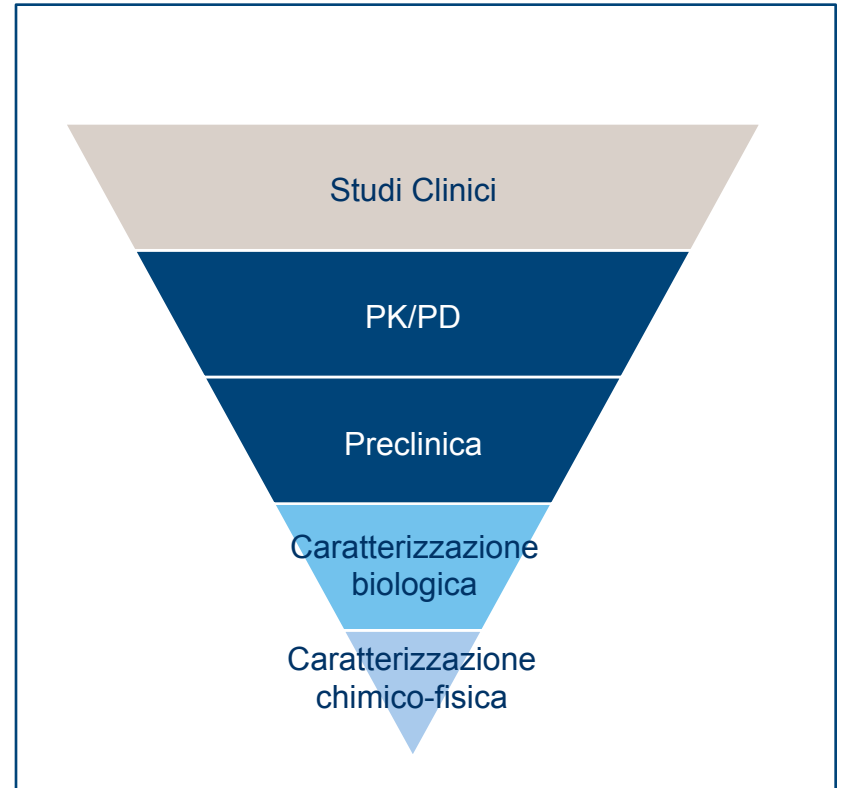 Studi Clinici
PK/PD
Preclinica
Caratterizzazione
biologica
Caratterizzazione
chimico-fisica